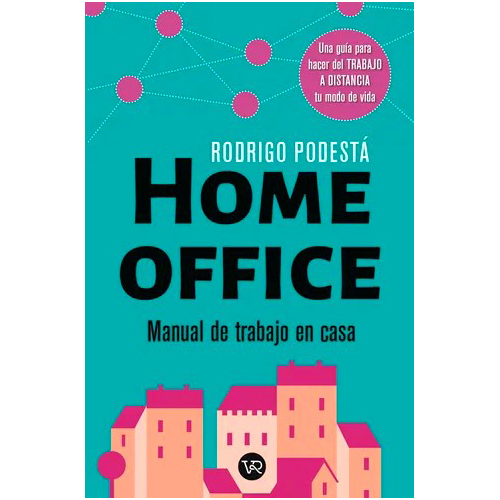 Una guía para
hacer del TRABAJO
A DISTANCIA
tu modo de vida
RODRIGO PODESTÁ
HOME
OFFICE
Manual de trabajo en casa
V&R